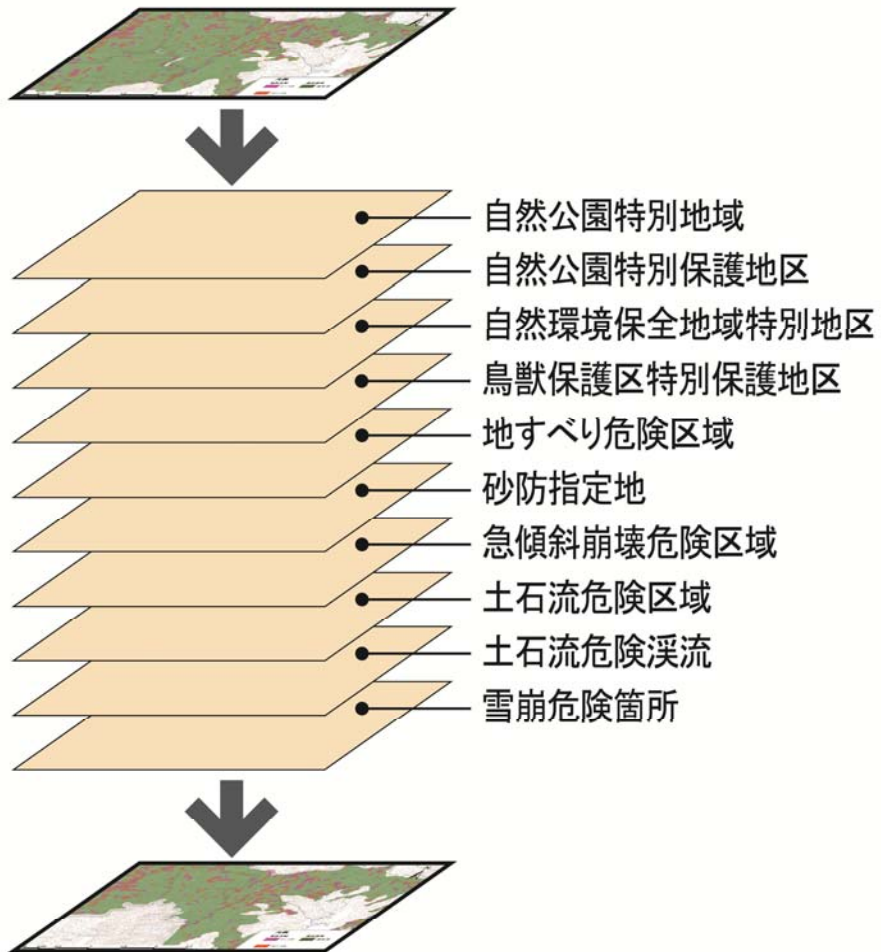 自然公園特別地域
自然公園特別保護地区
自然環境保全地域特別地区
鳥獣保護区特別保護地区
地すべり危険区域
砂防指定地
急傾斜崩壊危険区域
土石流危険区域
土石流危険渓流
雪崩危険箇所